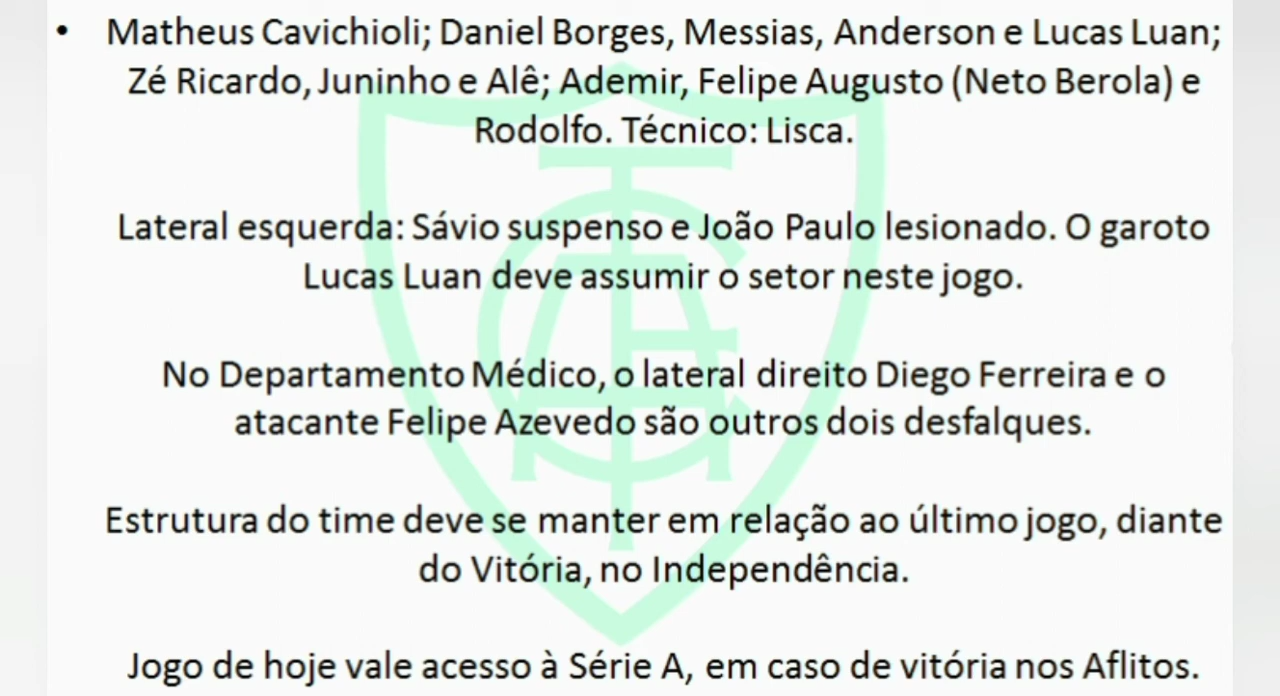 • Matheus Cavichioli; Daniel Borges, Messias, Anderson e Lucas Luan;
Zé Ricardo, Juninho e Alê; Ademir, Felipe Augusto (Neto Berola) e
Rodolfo. Técnico: Lisca.
Lateral esquerda: Sávio suspenso e João Paulo lesionado. O garoto
Lucas Luan deve assumir o setor neste jogo.
No Departamento Médico, o lateral direito Diego Ferreira e o
atacante Felipe Azevedo são outros dois desfalques.
Estrutura do time deve se manter em relação ao último jogo, diante
do Vitória, no Independência.
Jogo de hoje vale acesso à Série A, em caso de vitória nos Aflitos.